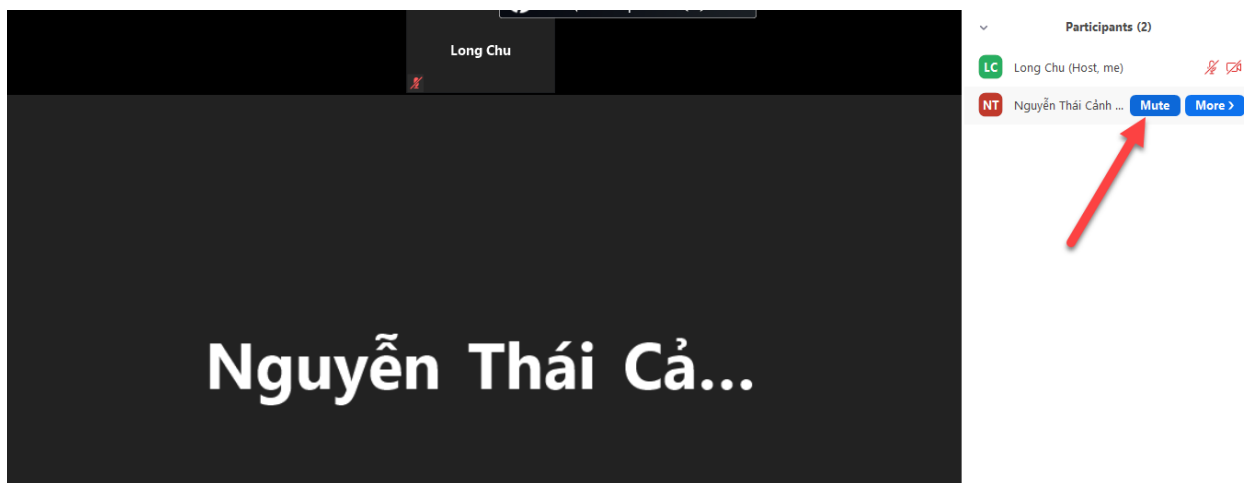 Long Chu
Nguyễn Thái Cả...
Participants (2)
LC Long Chu (Host, me)
NT Nguyễn Thái Cảnh ... Mute More >